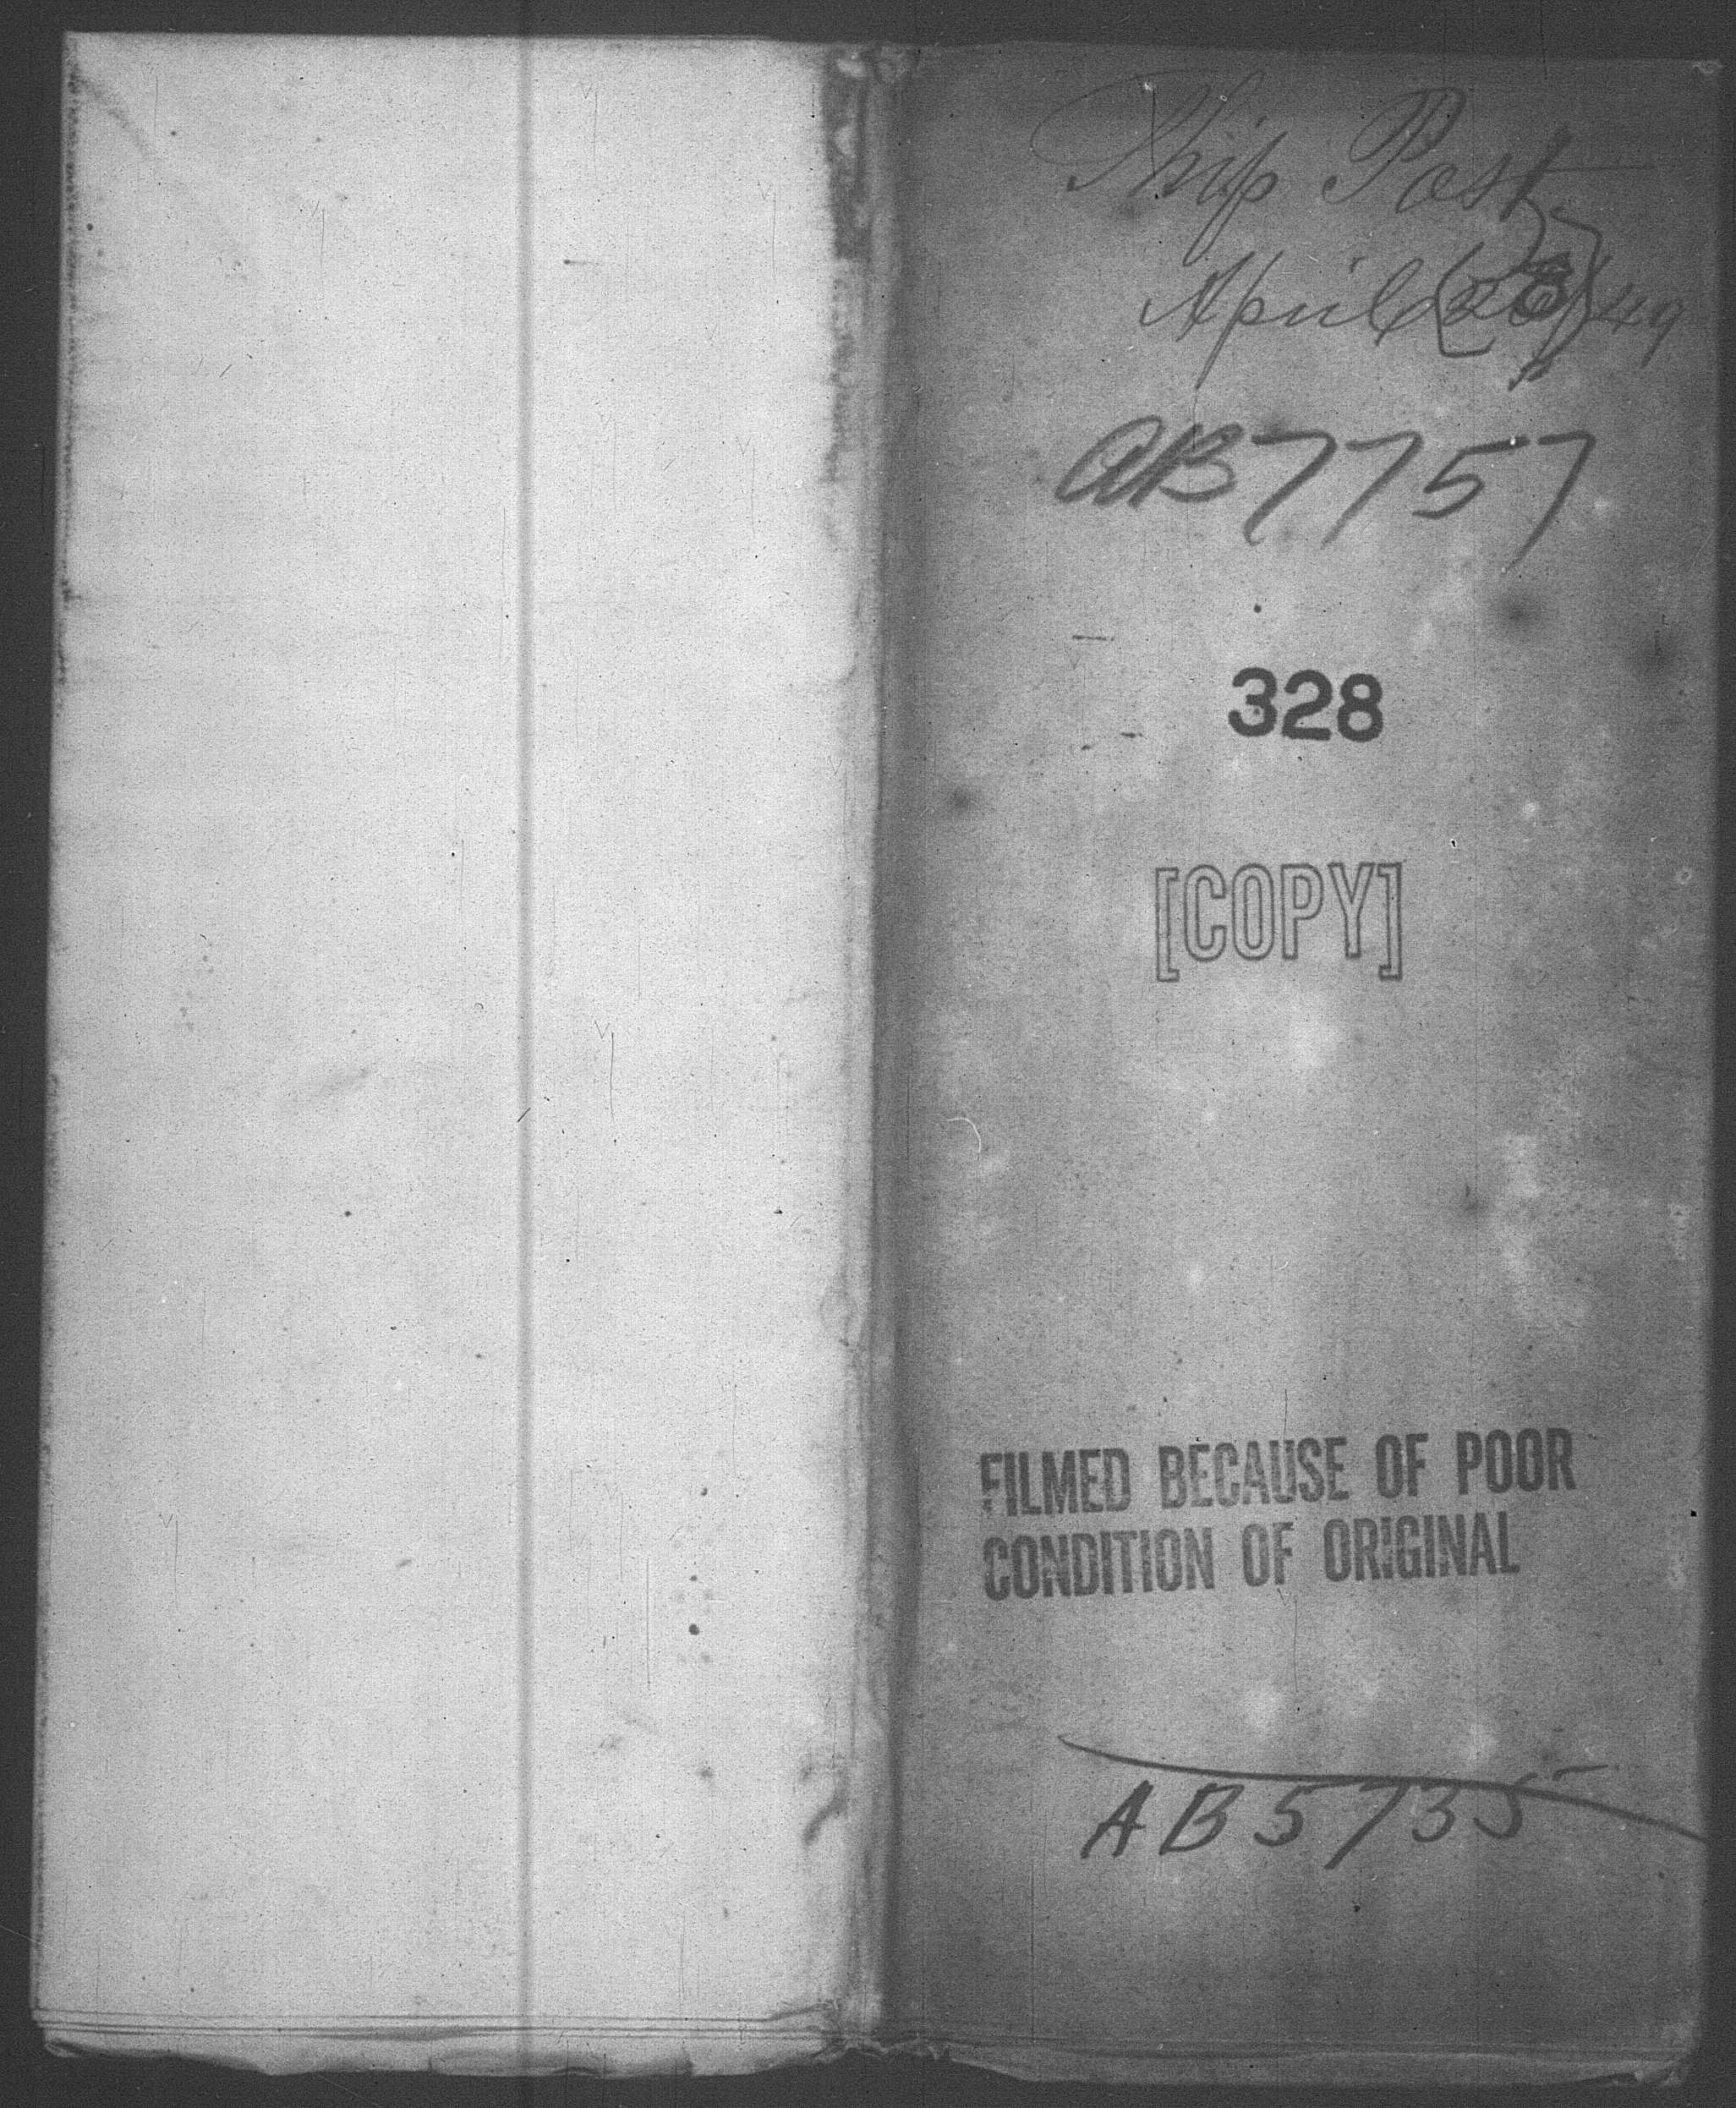 Ship Post
April 28/49
AB7757
328
[COPY]
FILMED BECAUSE OF POOR
CONDITION OF ORIGINAL
AB5735